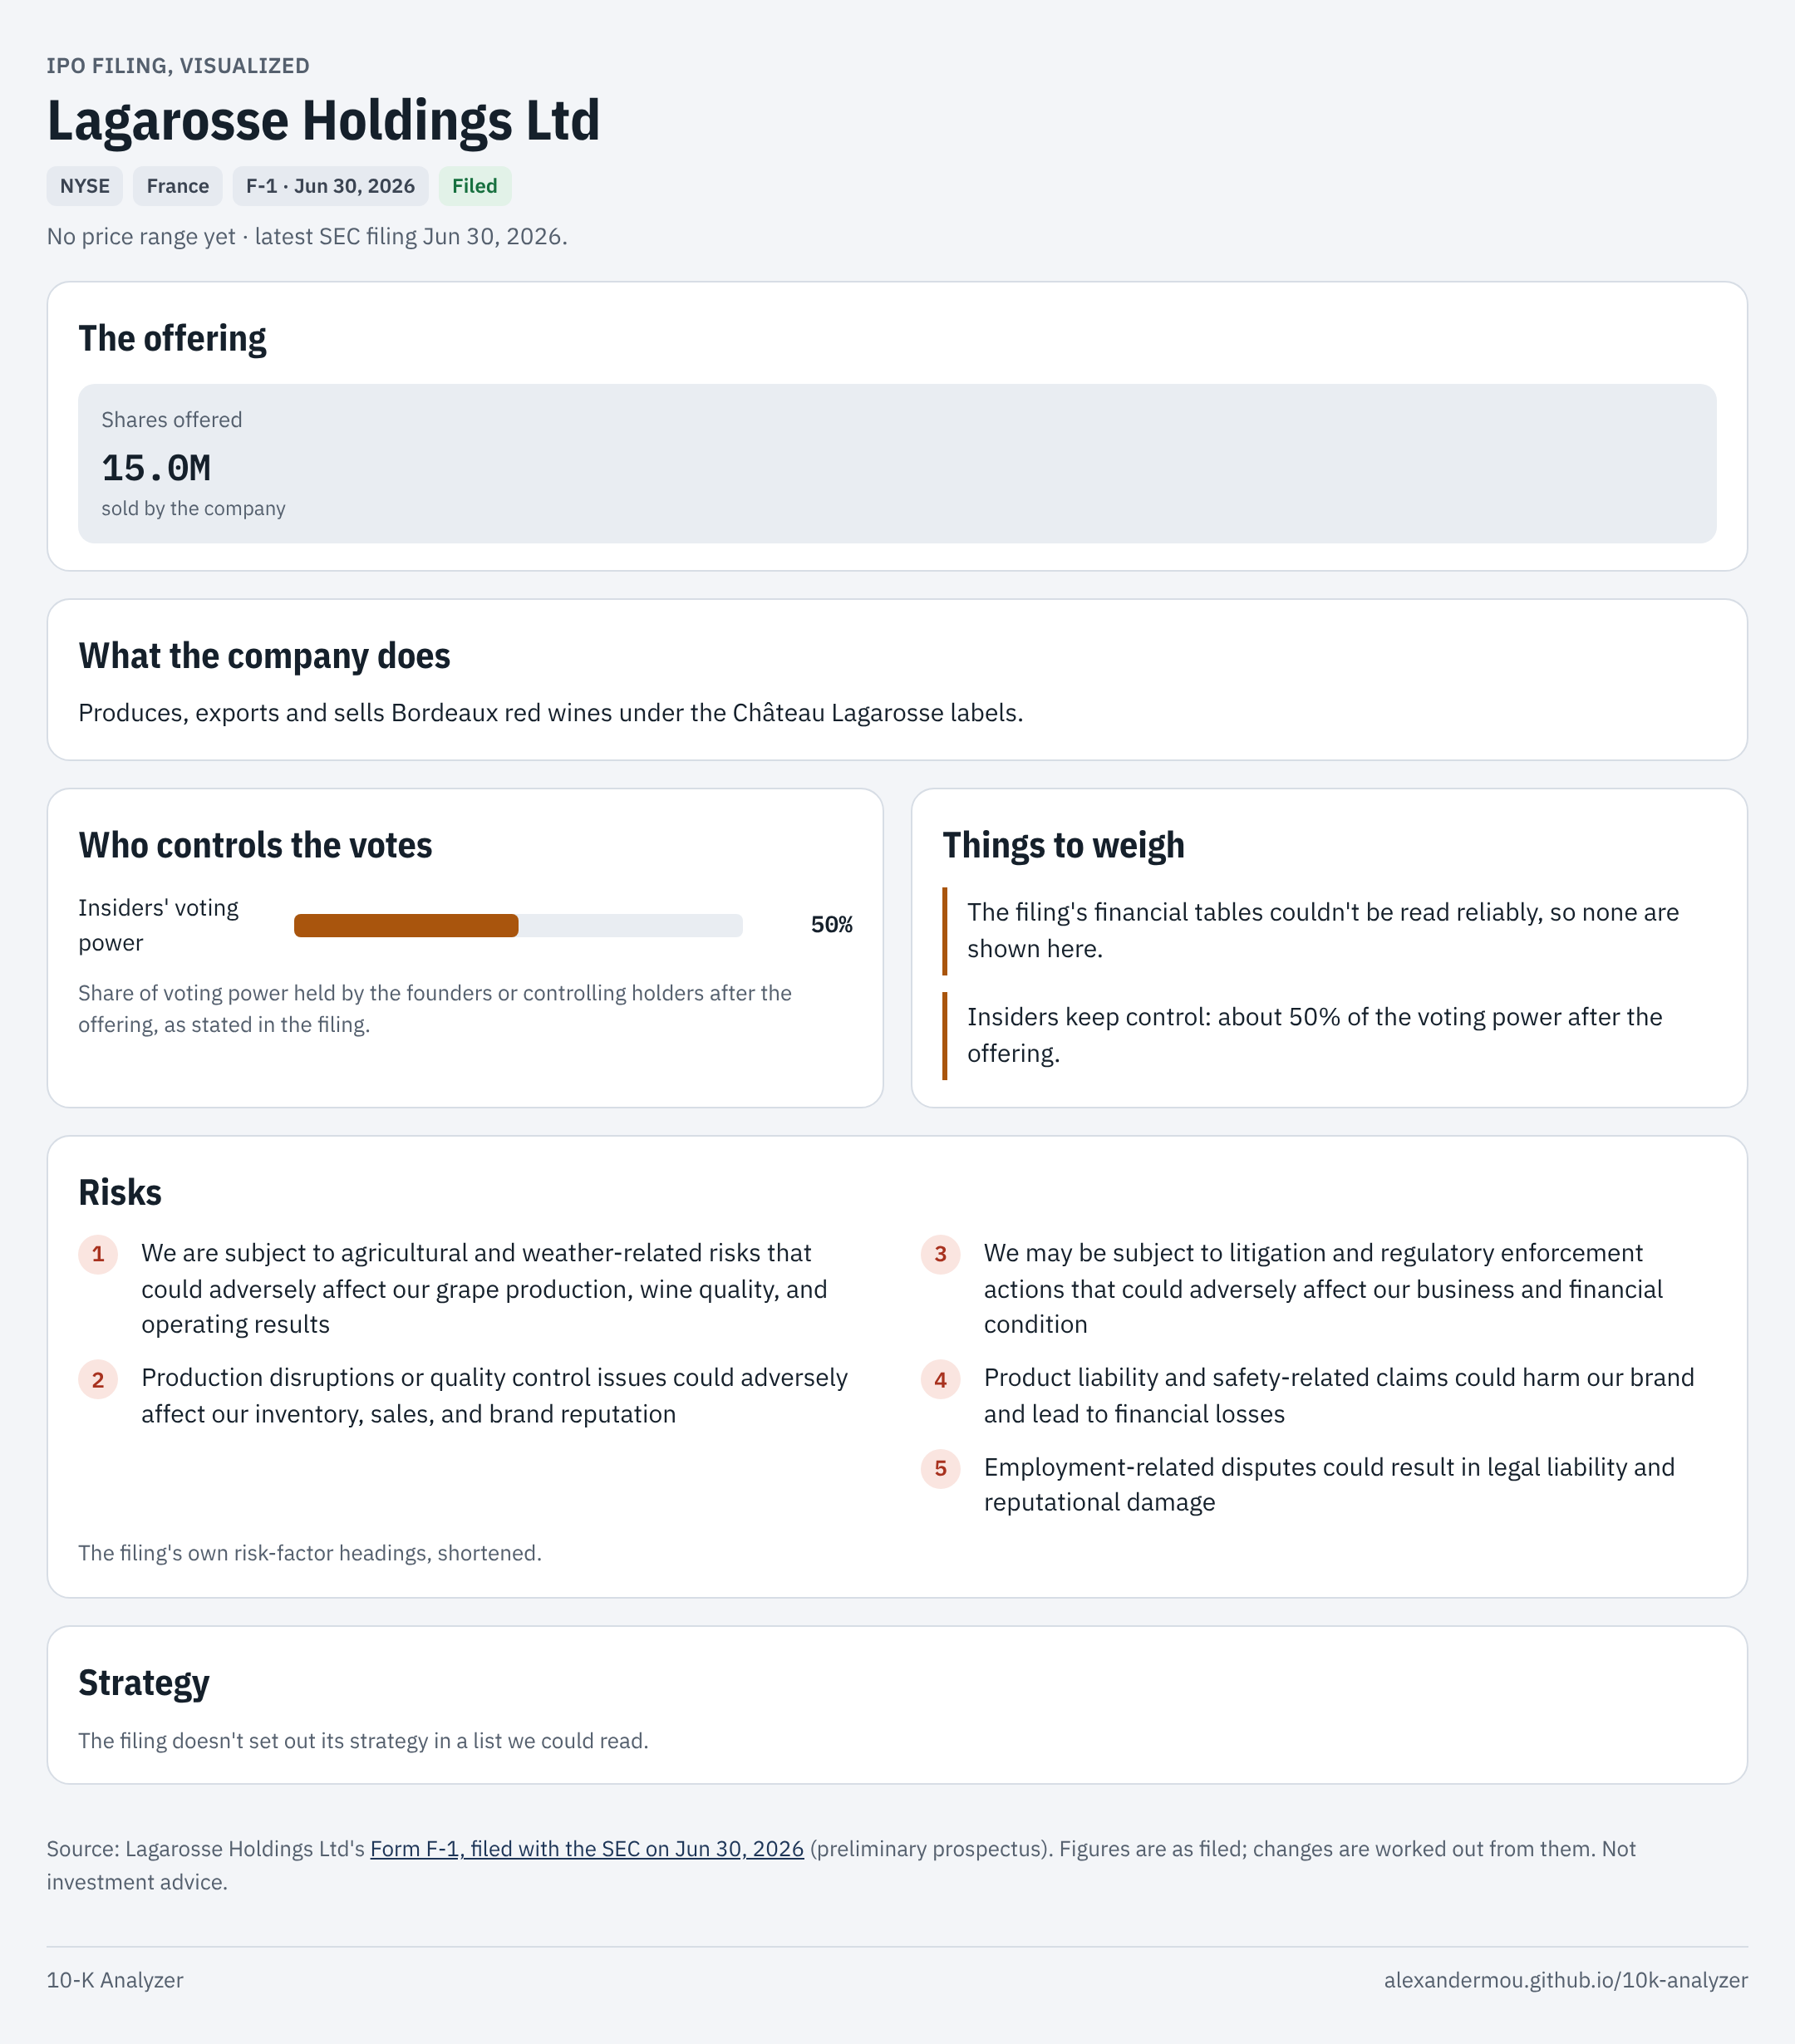 IPO FILING, VISUALIZED
Lagarosse Holdings Ltd
NYSE France F-1 · Jun 30, 2026 Filed
No price range yet · latest SEC filing Jun 30, 2026.
The offering
Shares offered
15.0M
sold by the company
What the company does
Produces, exports and sells Bordeaux red wines under the Château Lagarosse labels.
Who controls the votes
Insiders' voting
power
50%
Share of voting power held by the founders or controlling holders after the
offering, as stated in the filing.
Things to weigh
The filing's financial tables couldn't be read reliably, so none are
shown here.
Insiders keep control: about 50% of the voting power after the
offering.
Risks
1 We are subject to agricultural and weather-related risks that
could adversely affect our grape production, wine quality, and
operating results
2 Production disruptions or quality control issues could adversely
affect our inventory, sales, and brand reputation
3 We may be subject to litigation and regulatory enforcement
actions that could adversely affect our business and financial
condition
4 Product liability and safety-related claims could harm our brand
and lead to financial losses
5 Employment-related disputes could result in legal liability and
reputational damage
The filing's own risk-factor headings, shortened.
Strategy
The filing doesn't set out its strategy in a list we could read.
Source: Lagarosse Holdings Ltd's Form F-1, filed with the SEC on Jun 30, 2026 (preliminary prospectus). Figures are as filed; changes are worked out from them. Not
investment advice.
10-K Analyzer
alexandermou.github.io/10k-analyzer